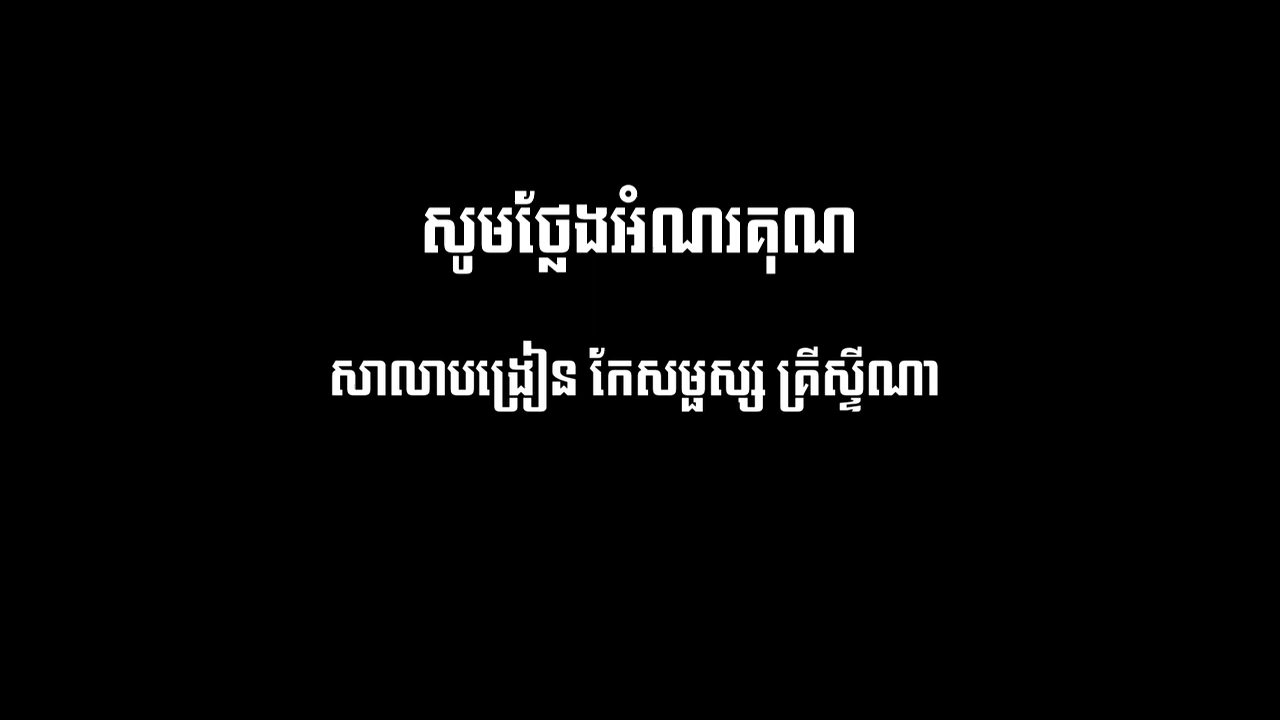 សូមថ្លែងអំណរគុណ
សាលាបង្រៀន កែសម្ផស្ស គ្រីស្ទីណា